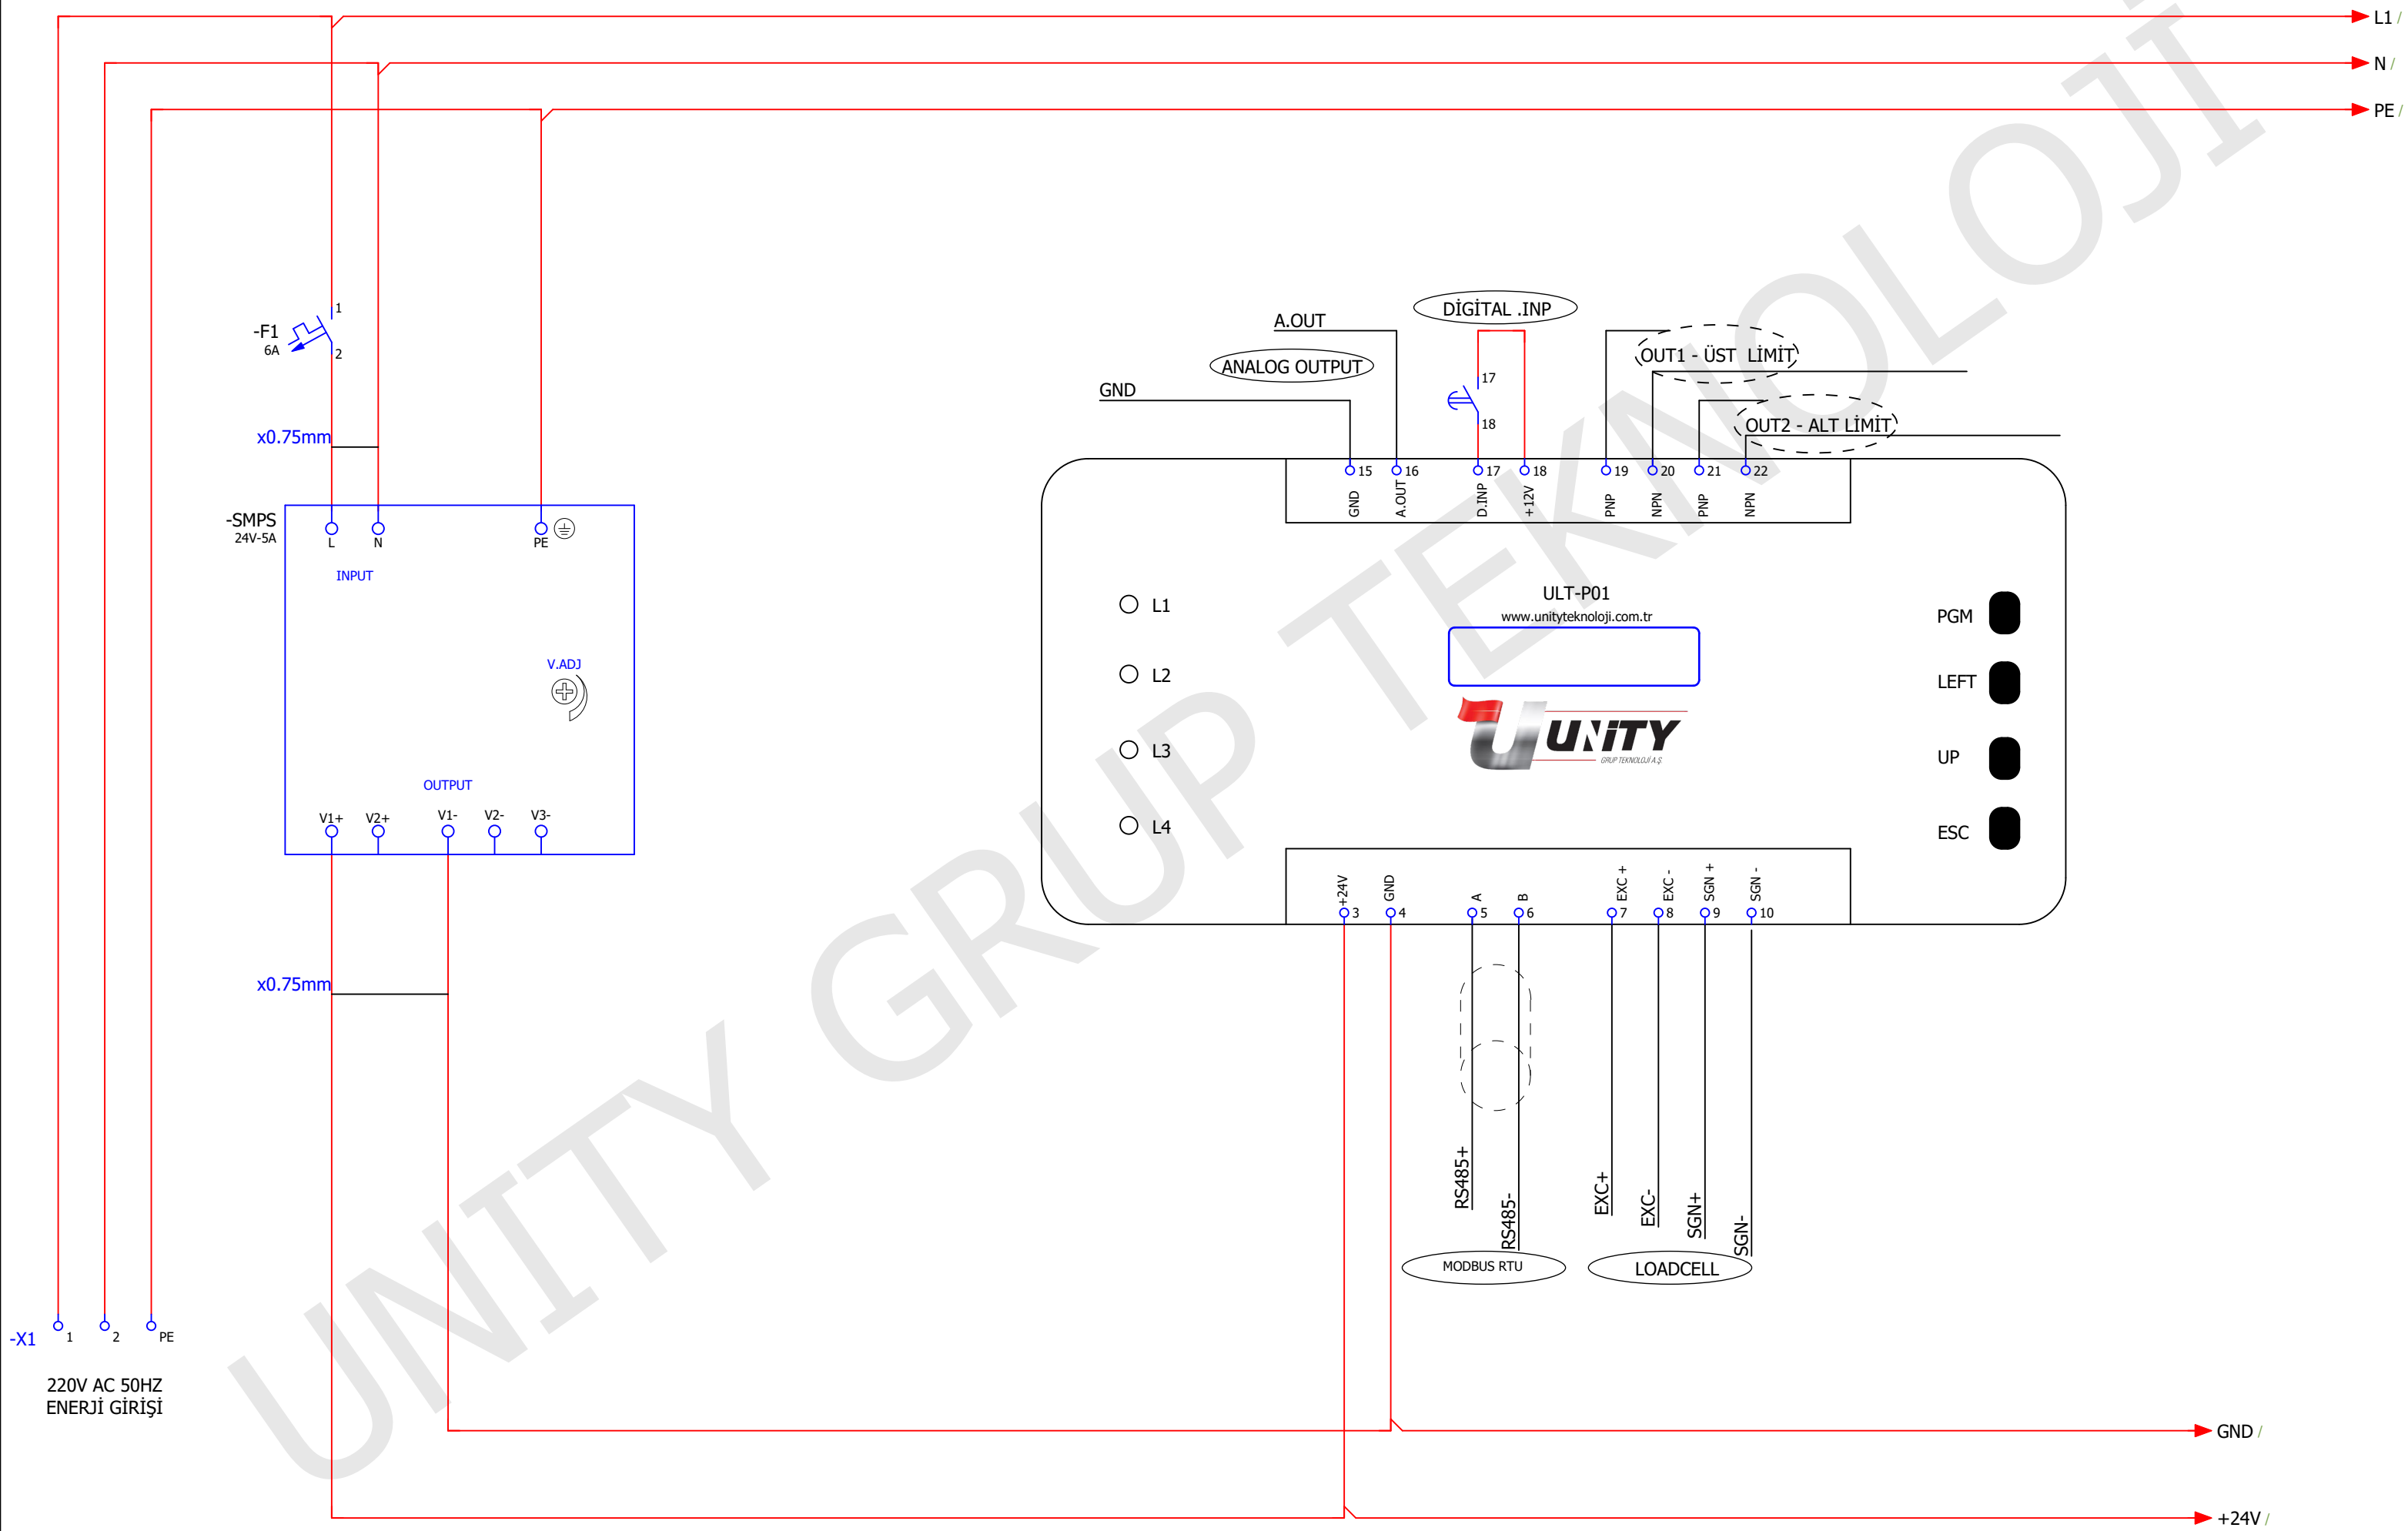 L1 /
N /
PE /
-F1
6A
1
2
x0.75mm
-SMPS
24V-5A
L
N
PE
INPUT
V.ADJ
OUTPUT
V1+
V2+
V1-
V2-
V3-
x0.75mm
-X1
1
2
PE
220V AC 50HZ
ENERJİ GİRİŞİ
DİGİTAL .INP
A.OUT
ANALOG OUTPUT
GND
17
18
OUT1 - ÜST LİMİT
OUT2 - ALT LİMİT
15
16
17
18
19
20
21
22
GND
A.OUT
D.INP
+12V
PNP
NPN
PNP
NPN
ULT-P01
www.unityteknoloji.com.tr
UNiTY
GRUP TEKNOLOJİ A.Ş.
L1
L2
L3
L4
PGM
LEFT
UP
ESC
+24V
GND
A
B
EXC +
EXC -
SGN +
SGN -
3
4
5
6
7
8
9
10
RS485+
RS485-
EXC+
EXC-
SGN+
SGN-
MODBUS RTU
LOADCELL
GND /
+24V /
UNITY GRUP TEKNOLOJİ